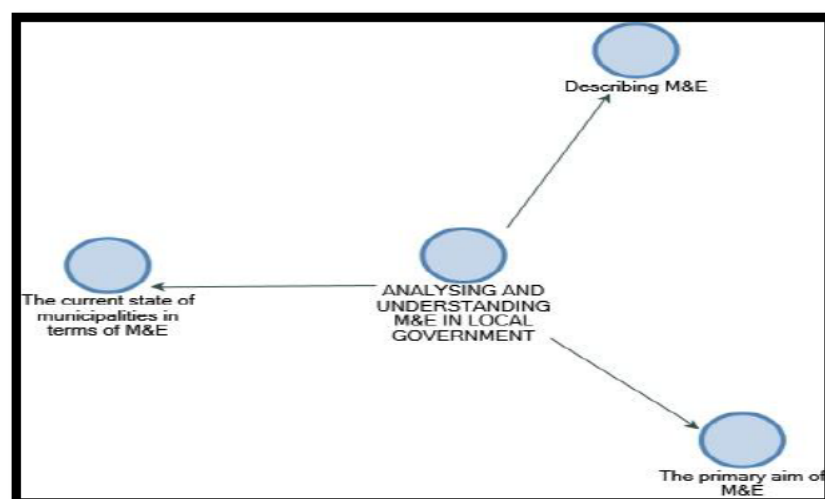 Describing M&E
ANALYSING AND
UNDERSTANDING
M&E IN LOCAL
GOVERNMENT
The current state of
municipalities in
terms of M&E
The primary aim of
M&E